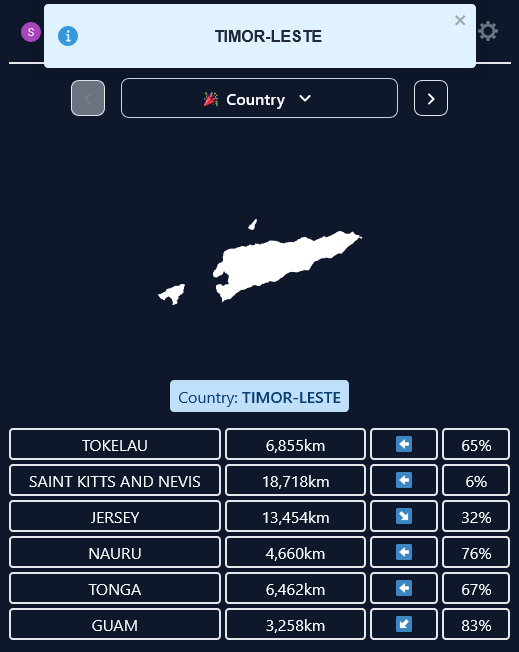 S
TIMOR-LESTE
Country
Country: TIMOR-LESTE
TOKELAU 6,855km 65%
SAINT KITTS AND NEVIS 18,718km 6%
JERSEY 13,454km 32%
NAURU 4,660km 76%
TONGA 6,462km 67%
GUAM 3,258km 83%